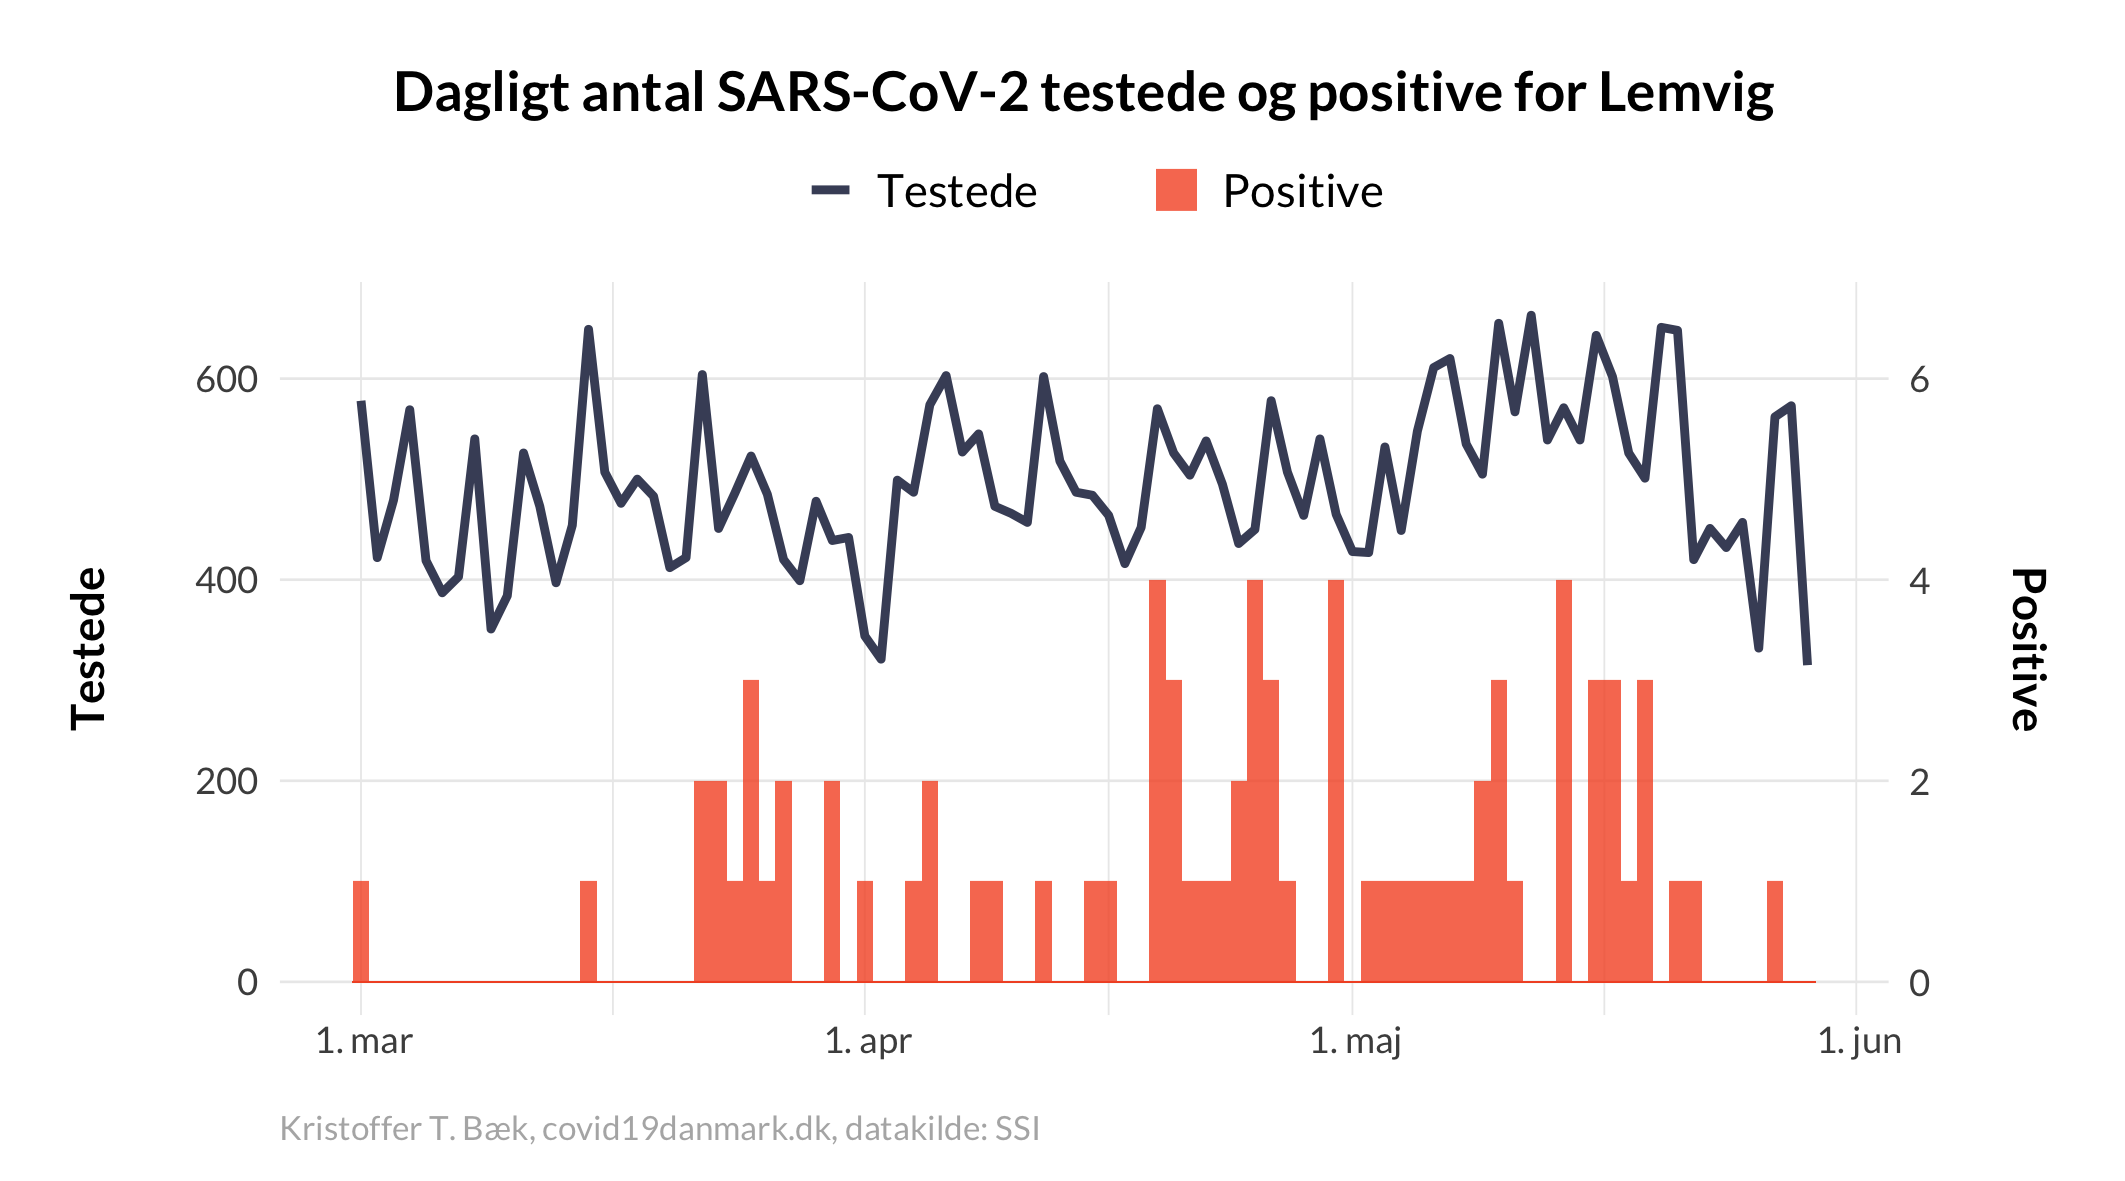 Dagligt antal SARS-CoV-2 testede og positive for Lemvig
Testede
Positive
600
400
200
0
6
4
2
0
Testede
Positive
1. mar
1. apr
1. maj
1. jun
Kristoffer T. Bæk, covid19danmark.dk, datakilde: SSI